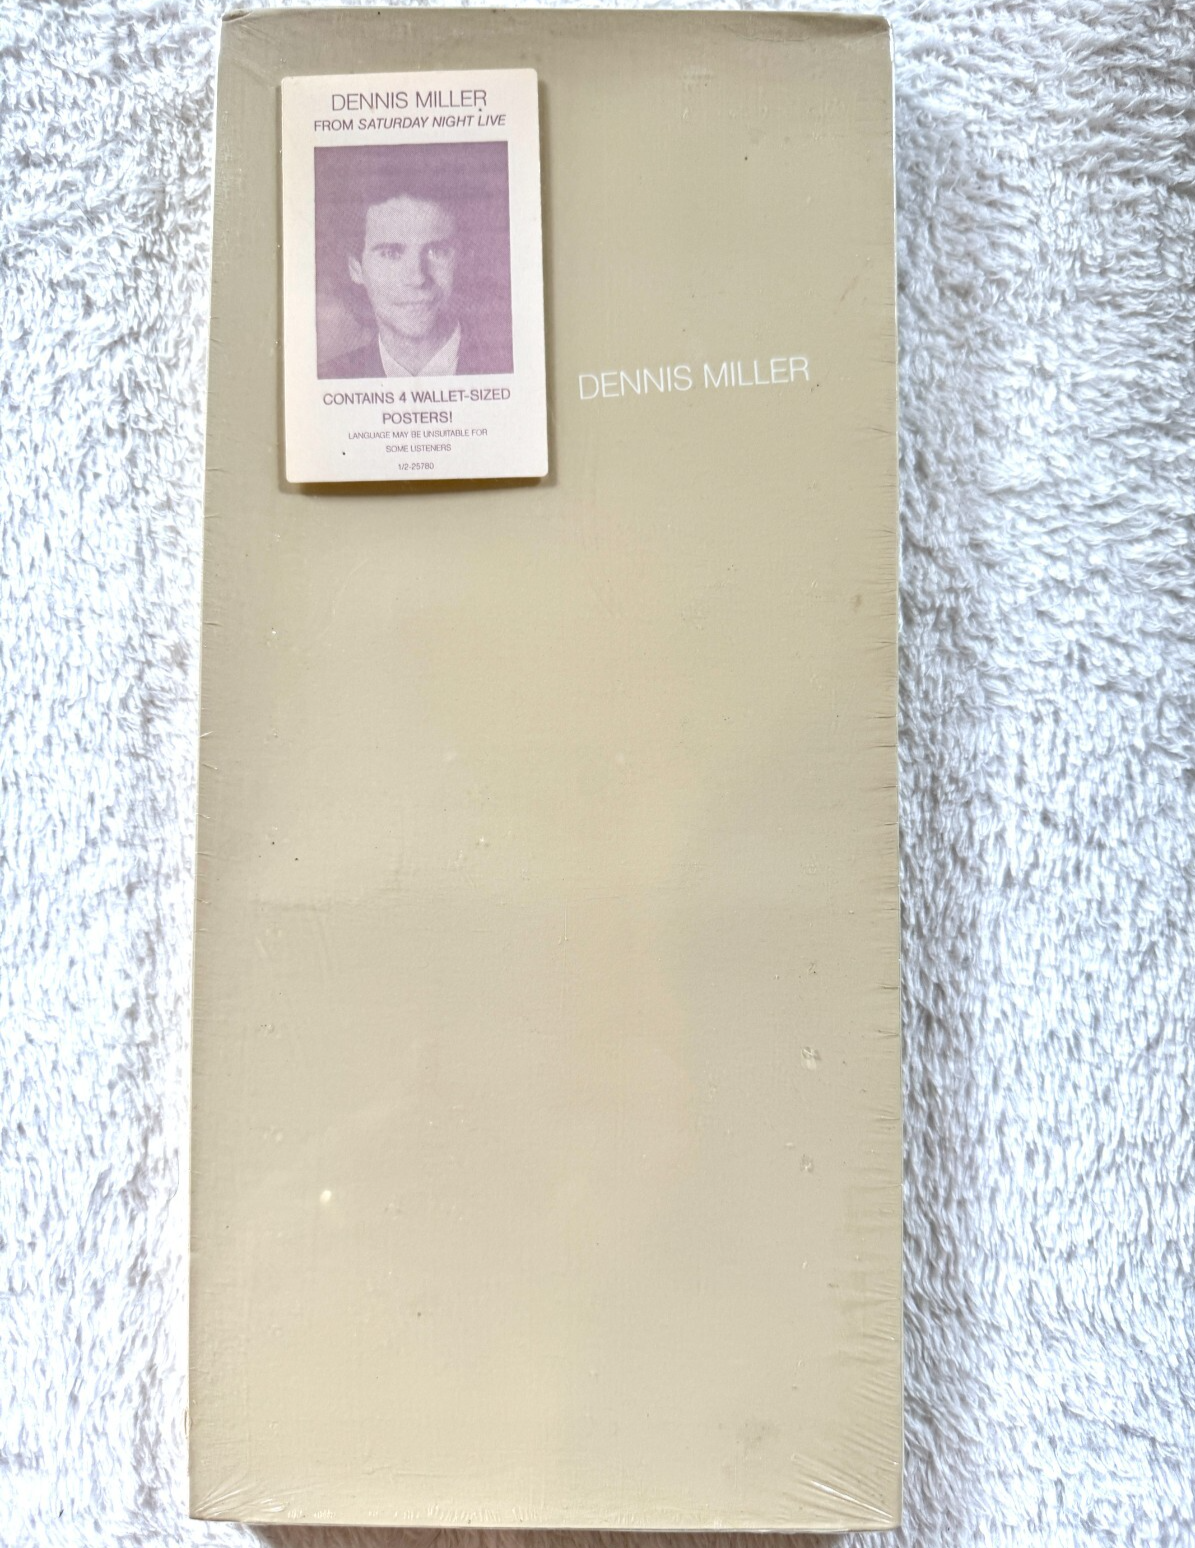 DENNIS MILLER
FROM SATURDAY NIGHT LIVE
CONTAINS 4 WALLET-SIZED
POSTERS!
LANGUAGE MAY BE UNSUITABLE FOR
SOME LISTENERS
1/2-25780
DENNIS MILLER